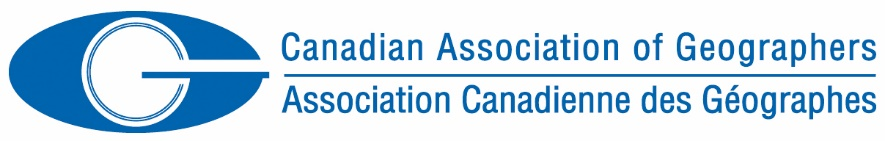 Canadian Association of Geographers
Association Canadienne des Géographes